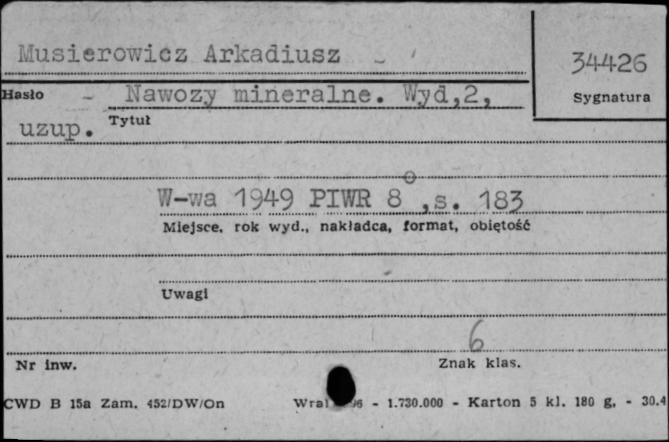 Musierowicz Arkadiusz
34426
Hasło
Sygnatura
- Nawozy mineralne. Wyd,2,
uzup.
Tytuł
W-wa 1949 PIWR 8°,s. 183
Miejsce, rok wyd., nakładca, format, objętość
Uwagi
6
Nr inw.
Znak klas.
CWD B 15a Zam. 452/DW/On
- 1.730.000 - Karton 5 kl. 180 g. - 30.4